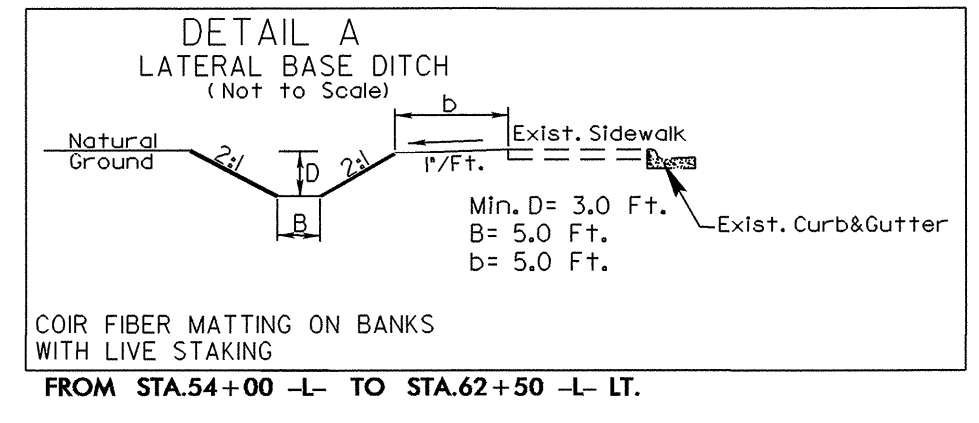 DETAIL A
LATERAL BASE DITCH
(Not to Scale)
b
Natural
Ground
2:1
D
2:1
1"/Ft.
Exist. Sidewalk
B
Min. D= 3.0 Ft.
B= 5.0 Ft.
b= 5.0 Ft.
Exist. Curb&Gutter
COIR FIBER MATTING ON BANKS
WITH LIVE STAKING
FROM STA.54+00 –L– TO STA.62+50 –L– LT.